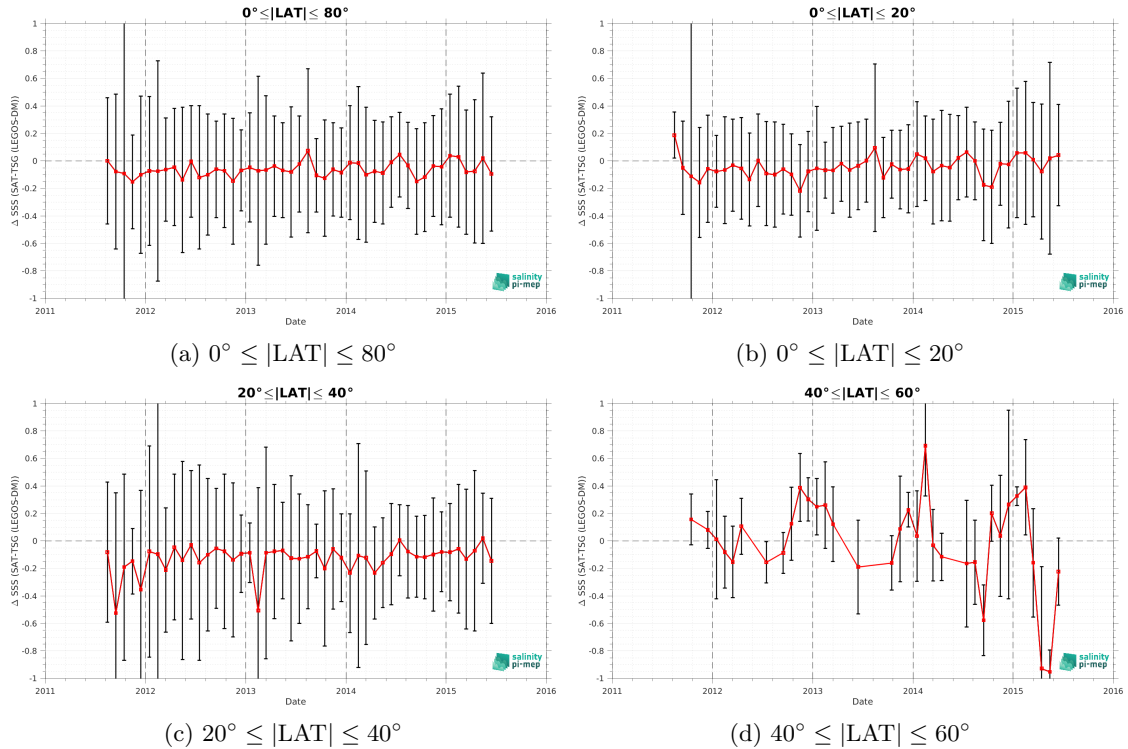 0°≤|LAT|≤ 80°
Δ SSS (SAT-TSG (LEGOS-DM))
1
0.8
0.6
0.4
0.2
0
-0.2
-0.4
-0.6
-0.8
-1
2011 2012 2013 2014 2015 2016
Date
salinity
pi-mep
(a) 0° ≤ |LAT| ≤ 80°
0°≤|LAT|≤ 20°
Δ SSS (SAT-TSG (LEGOS-DM))
1
0.8
0.6
0.4
0.2
0
-0.2
-0.4
-0.6
-0.8
-1
2011 2012 2013 2014 2015 2016
Date
salinity
pi-mep
(b) 0° ≤ |LAT| ≤ 20°
20°≤|LAT|≤ 40°
Δ SSS (SAT-TSG (LEGOS-DM))
1
0.8
0.6
0.4
0.2
0
-0.2
-0.4
-0.6
-0.8
-1
2011 2012 2013 2014 2015 2016
Date
salinity
pi-mep
(c) 20° ≤ |LAT| ≤ 40°
40°≤|LAT|≤ 60°
Δ SSS (SAT-TSG (LEGOS-DM))
1
0.8
0.6
0.4
0.2
0
-0.2
-0.4
-0.6
-0.8
-1
2011 2012 2013 2014 2015 2016
Date
salinity
pi-mep
(d) 40° ≤ |LAT| ≤ 60°